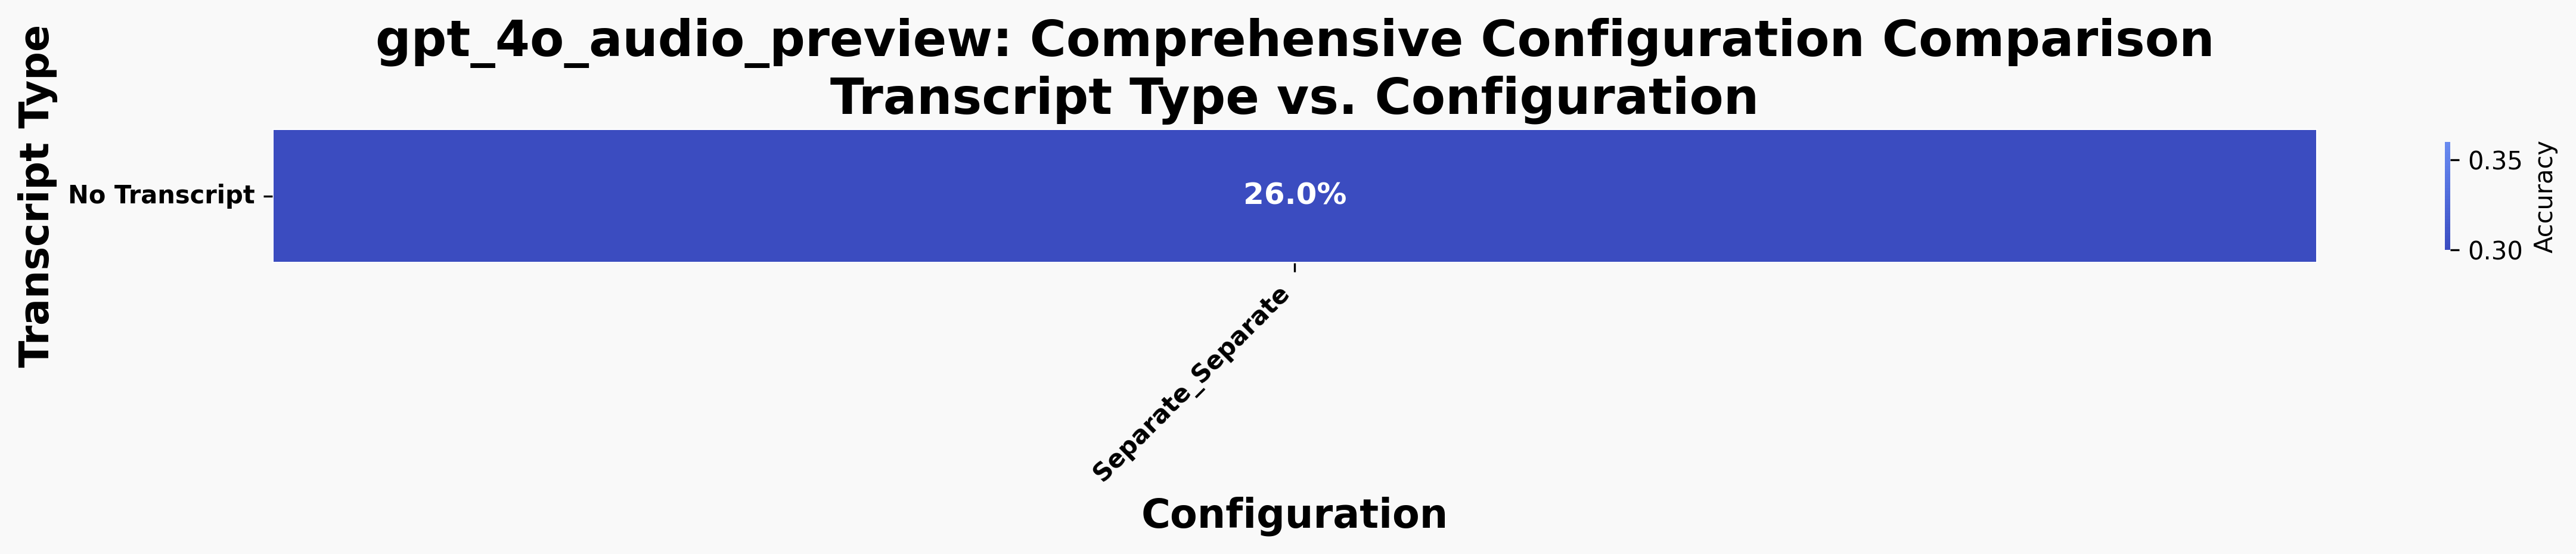 gpt_4o_audio_preview: Comprehensive Configuration Comparison
Transcript Type vs. Configuration
Transcript Type
No Transcript
26.0%
0.35
0.30
Accuracy
Separate_Separate
Configuration